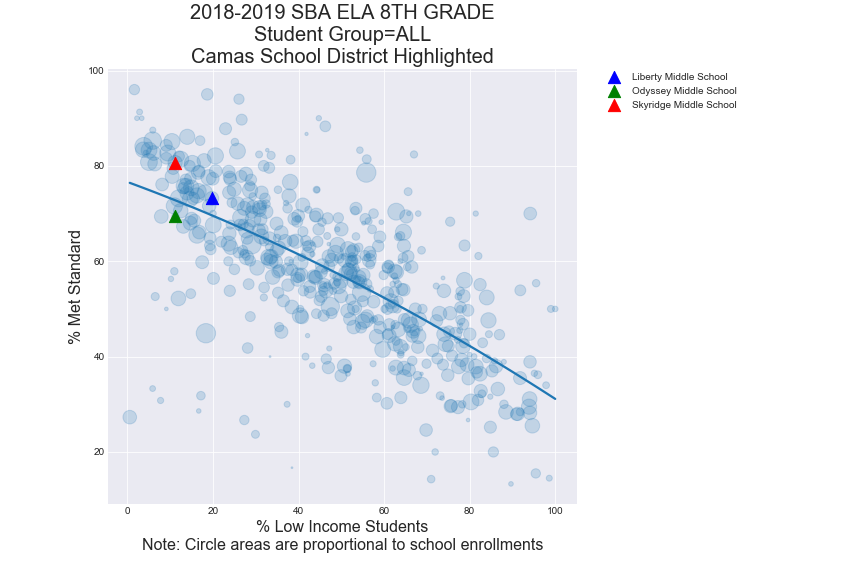 2018-2019 SBA ELA 8TH GRADE
Student Group=ALL
Camas School District Highlighted
Liberty Middle School
Odyssey Middle School
Skyridge Middle School
% Met Standard
100
80
60
40
20
0 20 40 60 80 100
% Low Income Students
Note: Circle areas are proportional to school enrollments